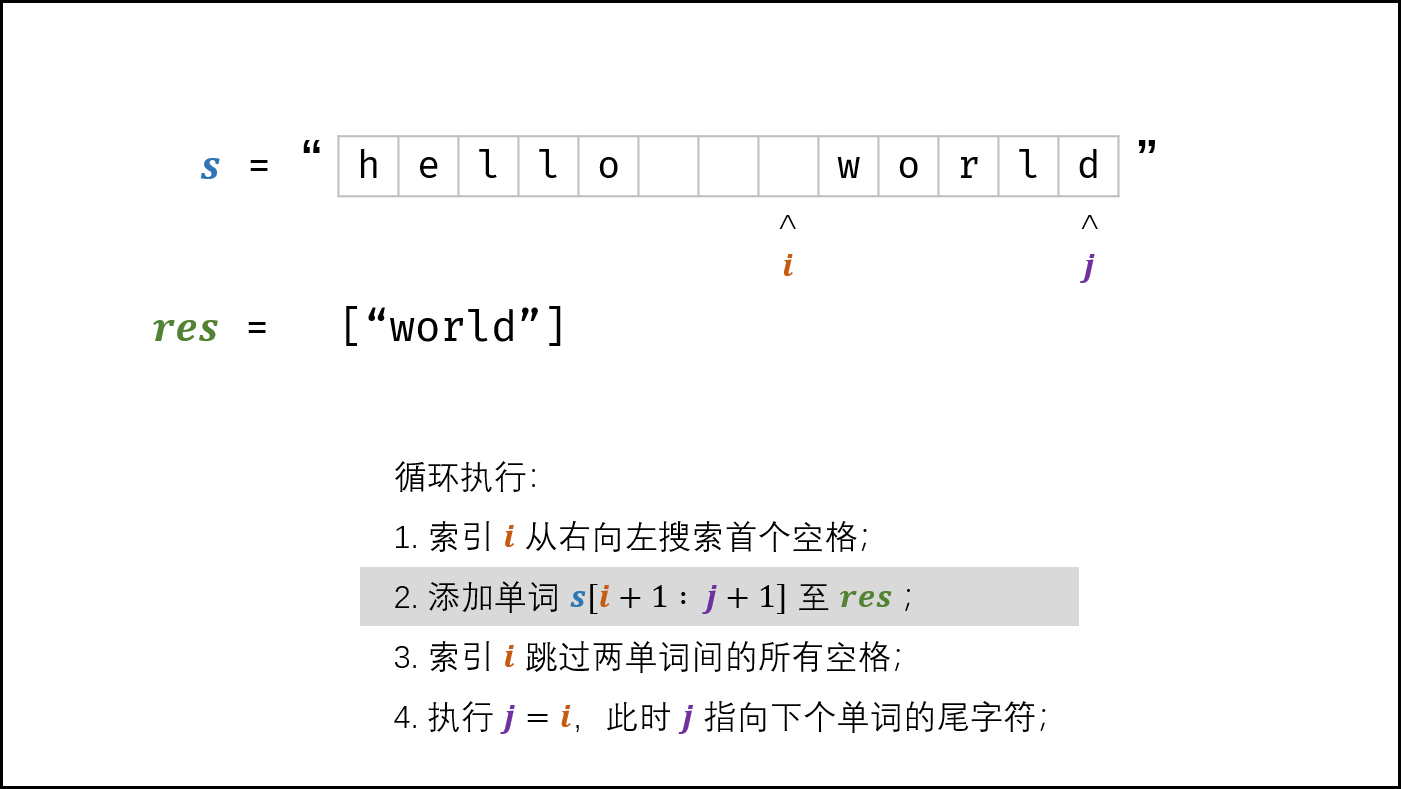 s = “ h e l l o w o r l d ”
^ ^
i j
res = [“world”]
循环执行：
1. 索引 i 从右向左搜索首个空格；
2. 添加单词 s[i + 1 : j + 1] 至 res ；
3. 索引 i 跳过两单词间的所有空格；
4. 执行 j = i， 此时 j 指向下个单词的尾字符；